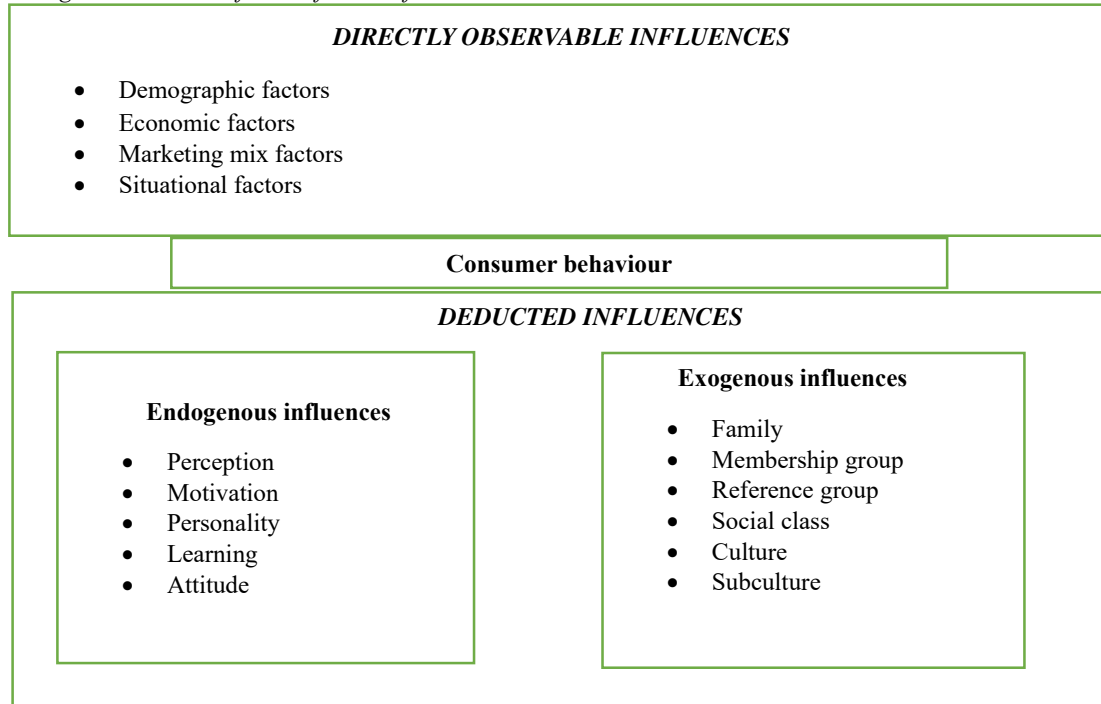 DIRECTLY OBSERVABLE INFLUENCES
• Demographic factors
• Economic factors
• Marketing mix factors
• Situational factors
Consumer behaviour
DEDUCTED INFLUENCES
Endogenous influences
• Perception
• Motivation
• Personality
• Learning
• Attitude
Exogenous influences
• Family
• Membership group
• Reference group
• Social class
• Culture
• Subculture